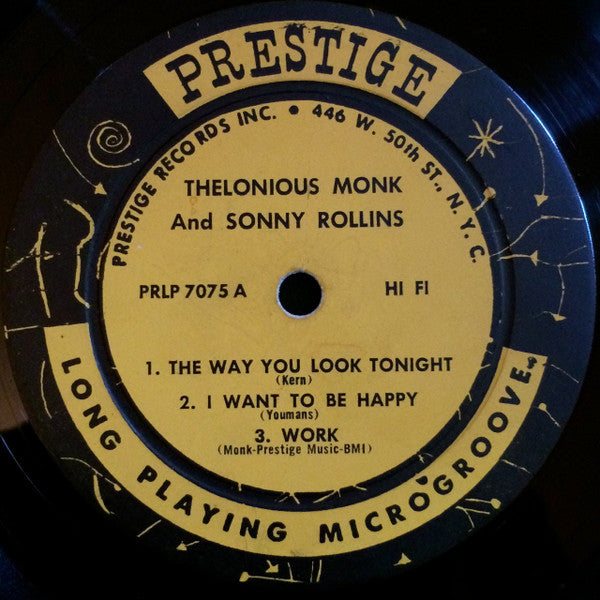 PRESTIGE
PRESTIGE RECORDS INC. • 446 W. 50th ST., N.Y.C.
THELONIOUS MONK
And SONNY ROLLINS
PRLP 7075 A HI FI
1. THE WAY YOU LOOK TONIGHT
(Kern)
2. I WANT TO BE HAPPY
(Youmans)
3. WORK
(Monk-Prestige Music-BMI)
LONG PLAYING MICROGROOVE